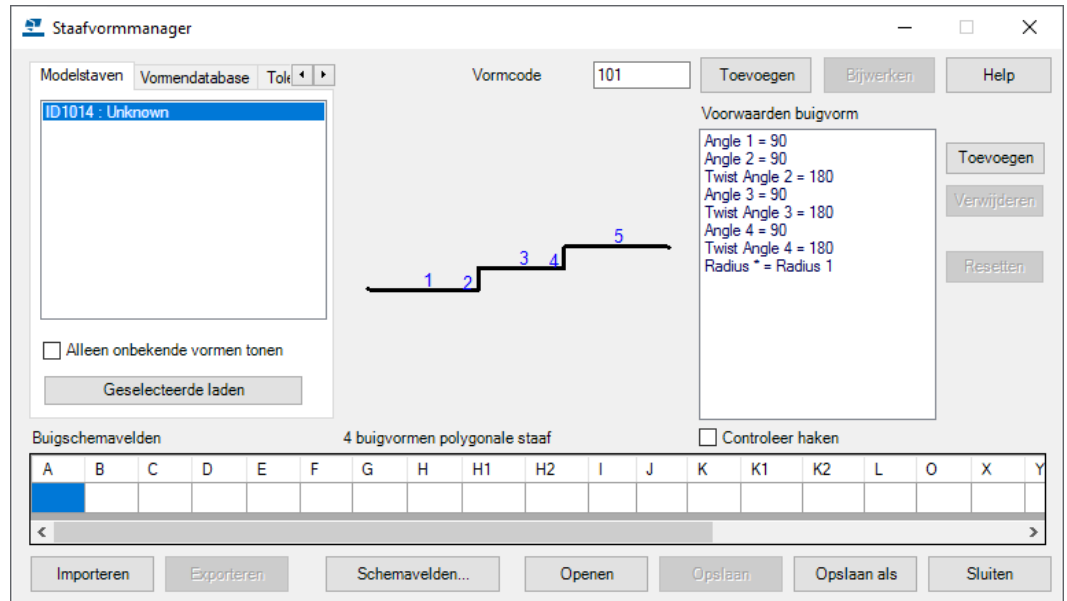 Staafvormmanager
Modelstaven Vormendatabase Tole
Vormcode 101 Toevoegen Bijwerken Help
ID1014 : Unknown
Voorwaarden buigvorm
Angle 1 = 90
Angle 2 = 90
Twist Angle 2 = 180
Angle 3 = 90
Twist Angle 3 = 180
Angle 4 = 90
Twist Angle 4 = 180
Radius * = Radius 1
Toevoegen
Verwijderen
Resetten
1 2 3 4 5
Alleen onbekende vormen tonen
Geselecteerde laden
Buigschemavelden 4 buigvormen polygonale staaf Controleer haken
A B C D E F G H H1 H2 I J K K1 K2 L O X Y
Importeren Exporteren Schemavelden... Openen Opslaan Opslaan als Sluiten